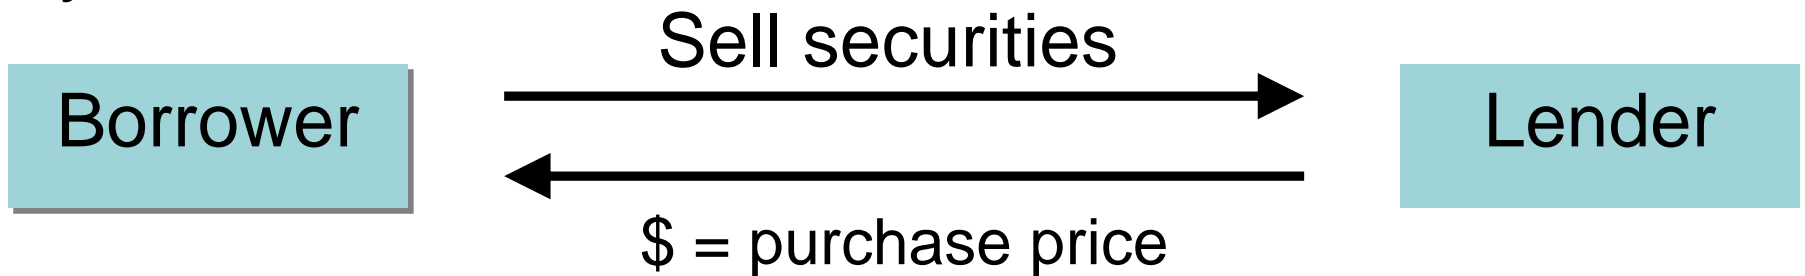 Sell securities
Borrower
Lender
$ = purchase price